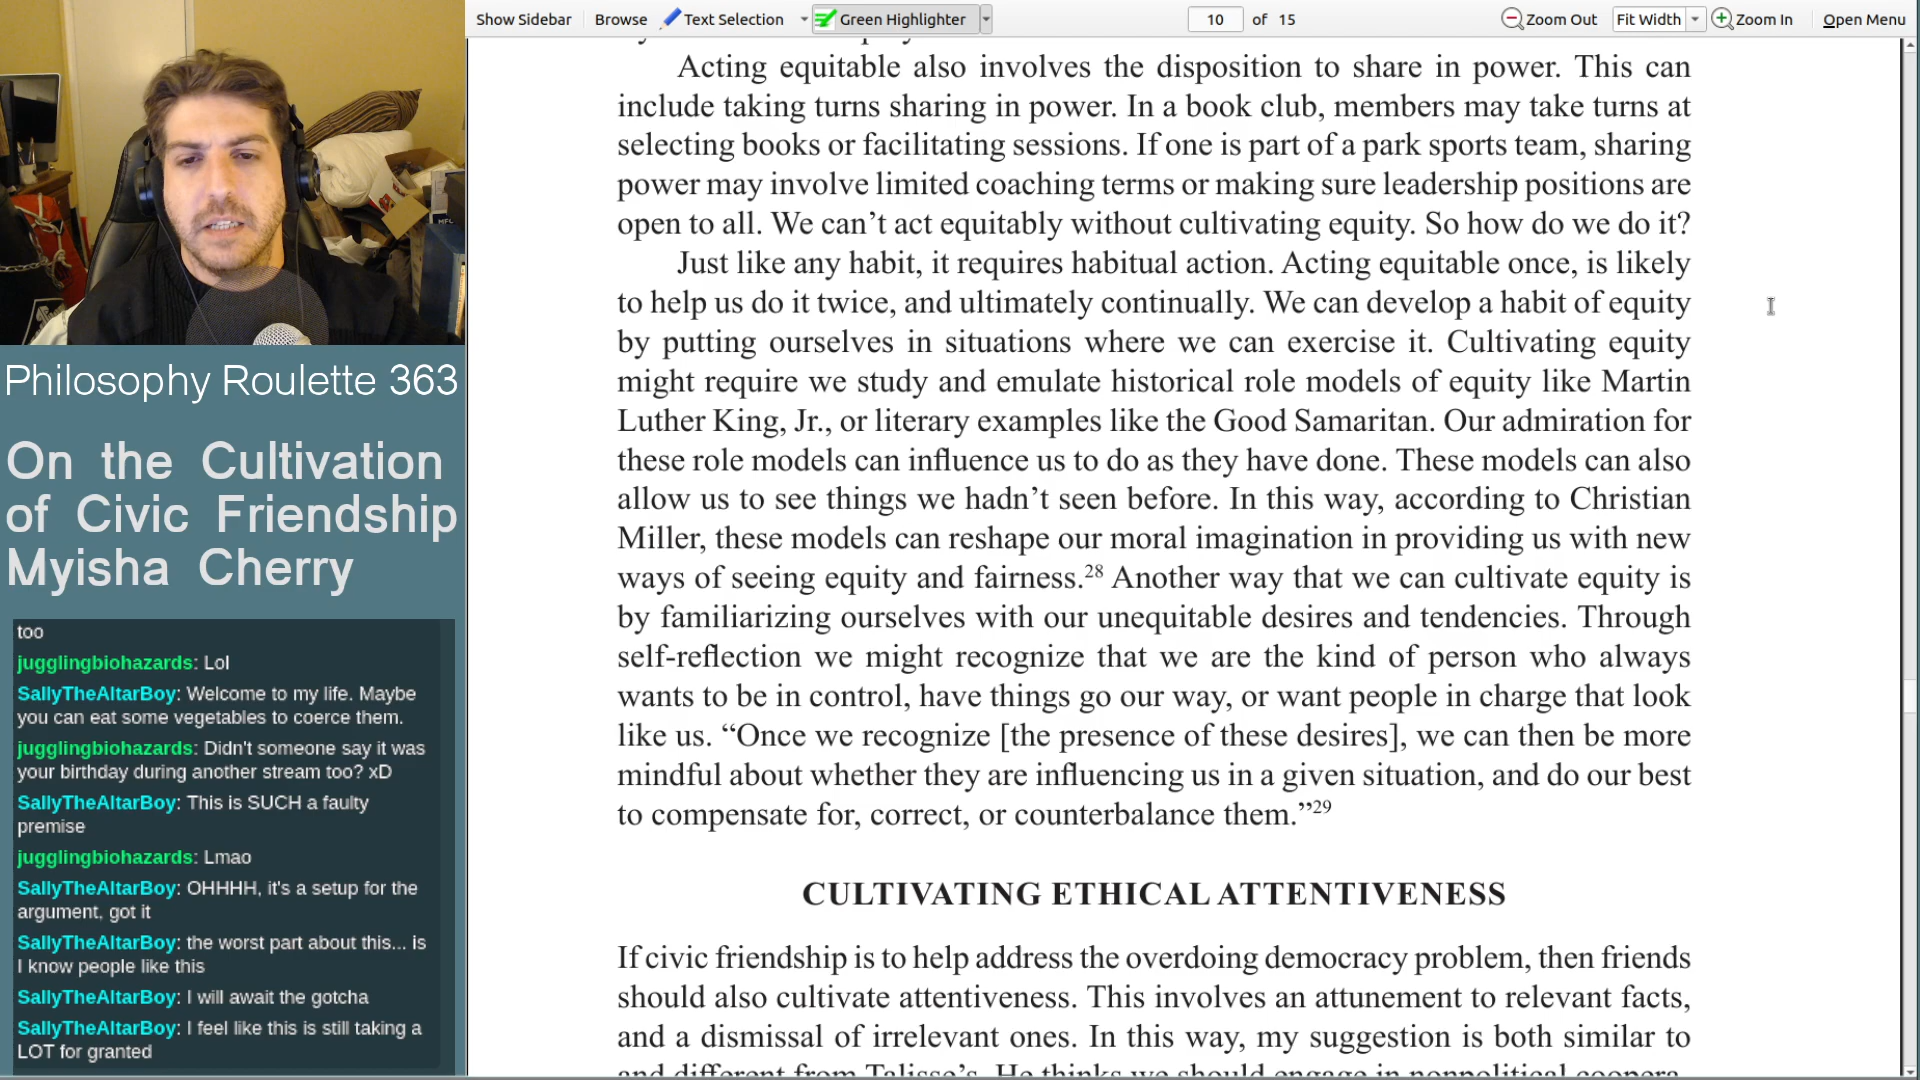 Show Sidebar Browse Text Selection Green Highlighter 10 of 15 Zoom Out Fit Width Zoom In Open Menu
Acting equitable also involves the disposition to share in power. This can
include taking turns sharing in power. In a book club, members may take turns at
selecting books or facilitating sessions. If one is part of a park sports team, sharing
power may involve limited coaching terms or making sure leadership positions are
open to all. We can’t act equitably without cultivating equity. So how do we do it?
Just like any habit, it requires habitual action. Acting equitable once, is likely
to help us do it twice, and ultimately continually. We can develop a habit of equity
by putting ourselves in situations where we can exercise it. Cultivating equity
might require we study and emulate historical role models of equity like Martin
Luther King, Jr., or literary examples like the Good Samaritan. Our admiration for
these role models can influence us to do as they have done. These models can also
allow us to see things we hadn’t seen before. In this way, according to Christian
Miller, these models can reshape our moral imagination in providing us with new
ways of seeing equity and fairness.28 Another way that we can cultivate equity is
by familiarizing ourselves with our unequitable desires and tendencies. Through
self-reflection we might recognize that we are the kind of person who always
wants to be in control, have things go our way, or want people in charge that look
like us. “Once we recognize [the presence of these desires], we can then be more
mindful about whether they are influencing us in a given situation, and do our best
to compensate for, correct, or counterbalance them.”29
CULTIVATING ETHICAL ATTENTIVENESS
If civic friendship is to help address the overdoing democracy problem, then friends
should also cultivate attentiveness. This involves an attunement to relevant facts,
and a dismissal of irrelevant ones. In this way, my suggestion is both similar to
and different from Talisse’s. He thinks we should engage in nonpolitical coopera-
Philosophy Roulette 363
On the Cultivation
of Civic Friendship
Myisha Cherry
too
jugglingbiohazards: Lol
SallyTheAltarBoy: Welcome to my life. Maybe
you can eat some vegetables to coerce them.
jugglingbiohazards: Didn't someone say it was
your birthday during another stream too? xD
SallyTheAltarBoy: This is SUCH a faulty
premise
jugglingbiohazards: Lmao
SallyTheAltarBoy: OHHHH, it's a setup for the
argument, got it
SallyTheAltarBoy: the worst part about this... is
I know people like this
SallyTheAltarBoy: I will await the gotcha
SallyTheAltarBoy: I feel like this is still taking a
LOT for granted